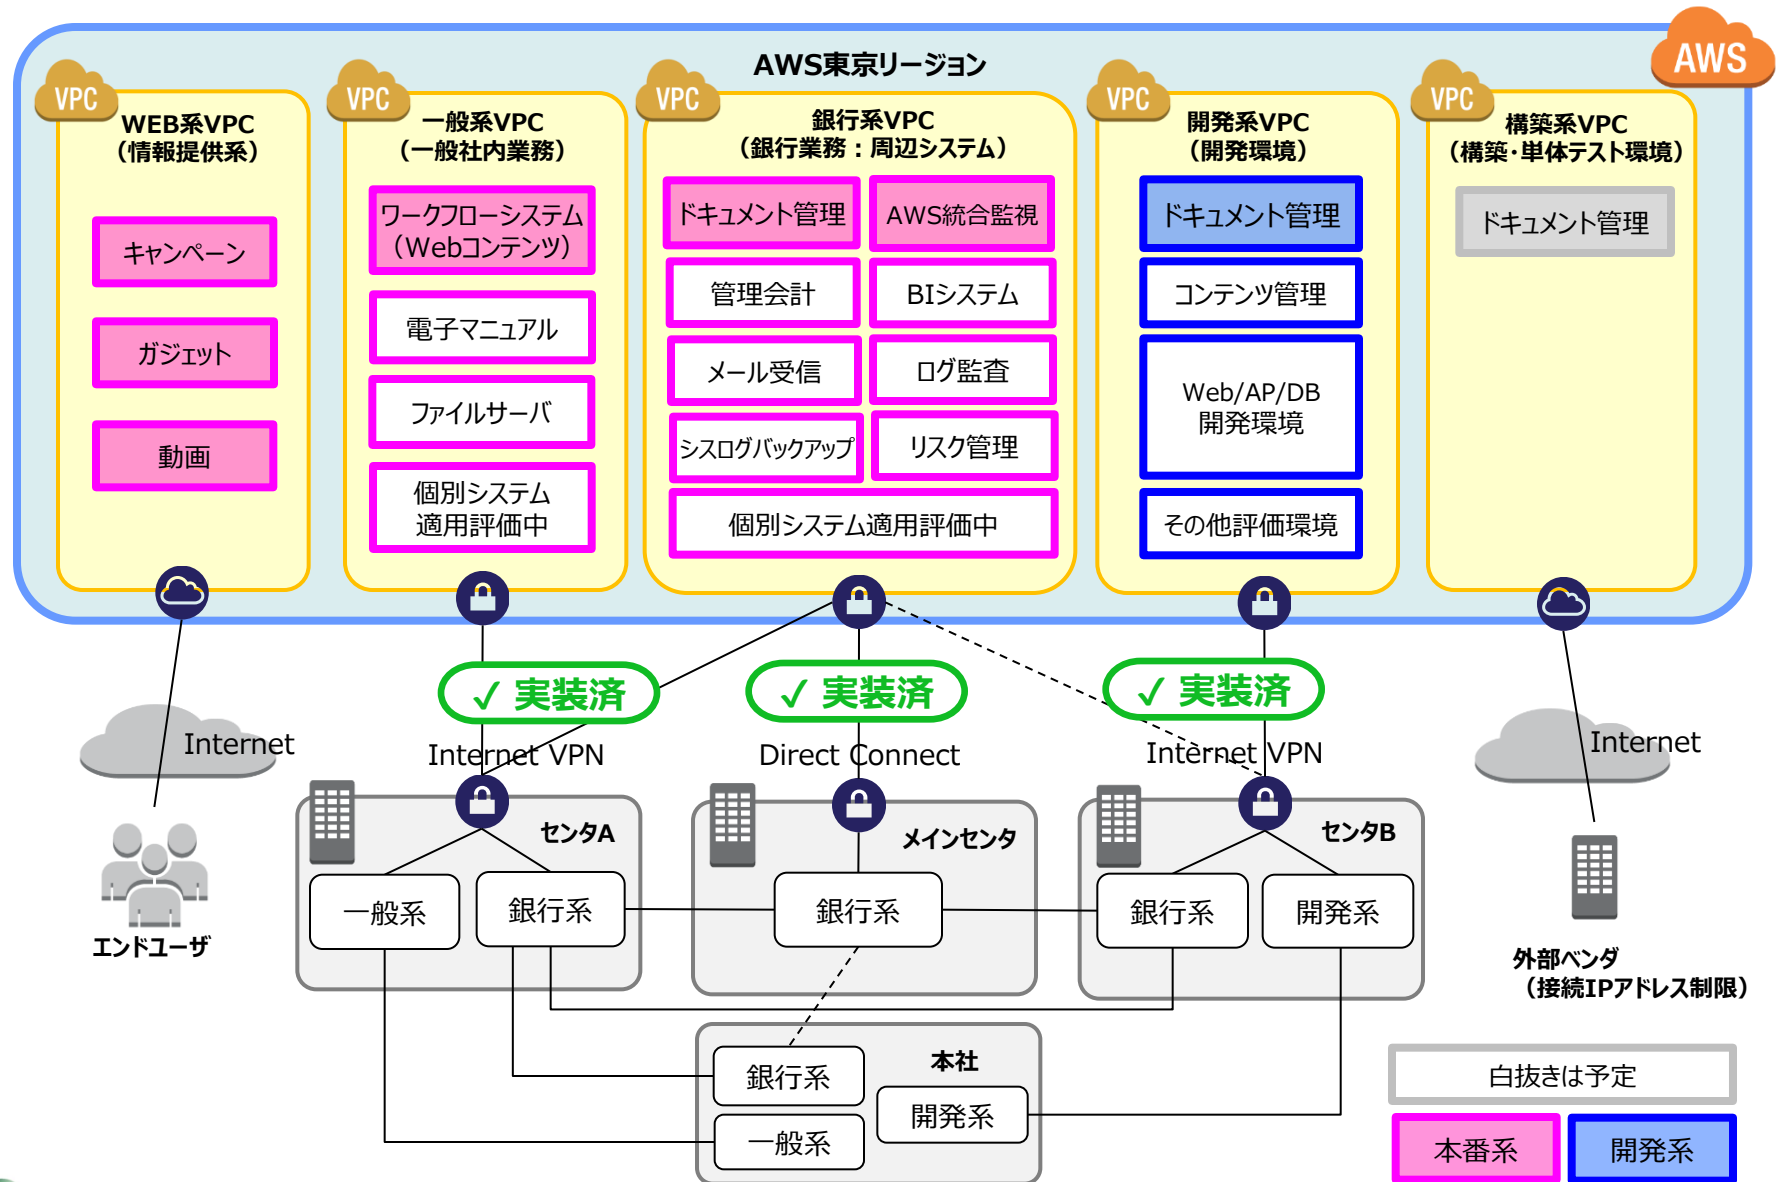 AWS東京リージョン
AWS
VPC
WEB系VPC
（情報提供系）
キャンペーン
ガジェット
動画
VPC
一般系VPC
（一般社内業務）
ワークフローシステム
（Webコンテンツ）
電子マニュアル
ファイルサーバ
個別システム
適用評価中
VPC
銀行系VPC
（銀行業務：周辺システム）
ドキュメント管理
AWS統合監視
管理会計
BIシステム
メール受信
ログ監査
シスログバックアップ
リスク管理
個別システム適用評価中
VPC
開発系VPC
（開発環境）
ドキュメント管理
コンテンツ管理
Web/AP/DB
開発環境
その他評価環境
VPC
構築系VPC
（構築・単体テスト環境）
ドキュメント管理
✓ 実装済
✓ 実装済
✓ 実装済
Internet
Internet VPN
Direct Connect
Internet VPN
Internet
エンドユーザ
センタA
一般系
銀行系
メインセンタ
銀行系
センタB
銀行系
開発系
外部ベンダ
（接続IPアドレス制限）
本社
銀行系
開発系
一般系
白抜きは予定
本番系
開発系